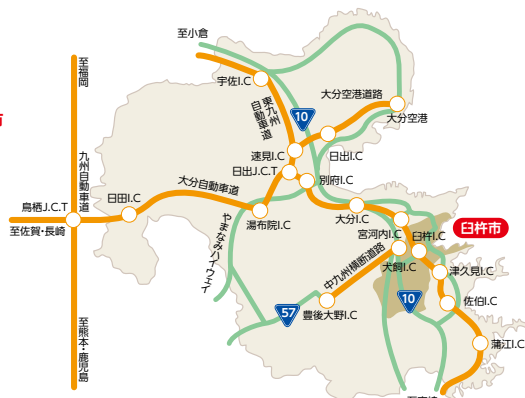 至小倉
至福岡
宇佐I.C
大分空港道路
東九州
自動車道
10
大分空港
市
速見I.C
日出I.C
日出J.C.T
九州自動車道
別府I.C
大分自動車道
日田I.C
鳥栖J.C.T
大分I.C
湯布院I.C
やまなみハイウェイ
宮河内I.C
臼杵I.C
臼杵市
至佐賀・長崎
中九州横断道路
犬飼I.C
津久見I.C
10
佐伯I.C
57
豊後大野I.C
至熊本・鹿児島
蒲江I.C